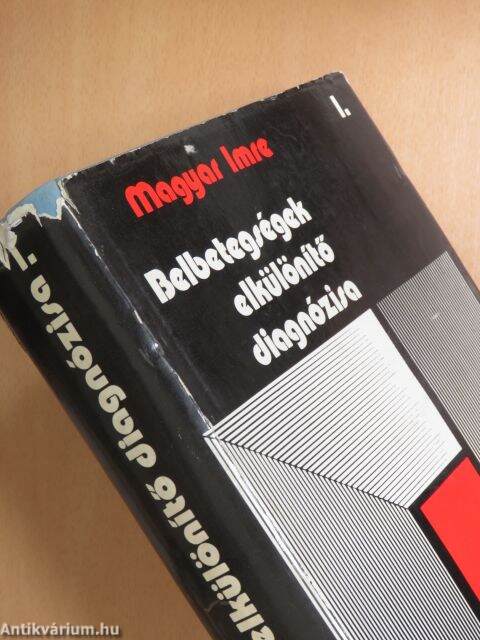 I.
Magyar Imre
Belbetegségek
elkülönítő
diagnózisa
elkülönítő diagnózisa I.
Antikvárium.hu